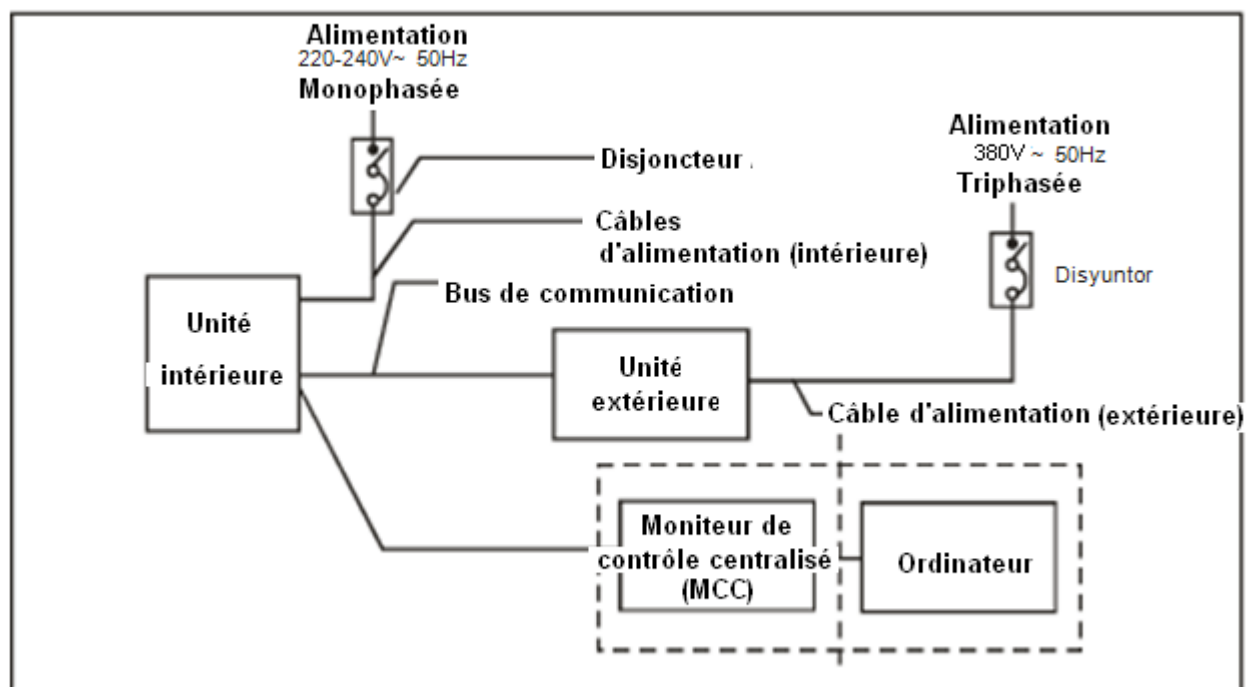 Alimentation
220-240V~ 50Hz
Monophasée
Disjoncteur.
Câbles
d'alimentation (intérieure)
Bus de communication
Alimentation
380V ~ 50Hz
Triphasée
Disyuntor
Unité
intérieure
Unité
extérieure
Câble d'alimentation (extérieure)
Moniteur de
contrôle centralisé
(MCC)
Ordinateur